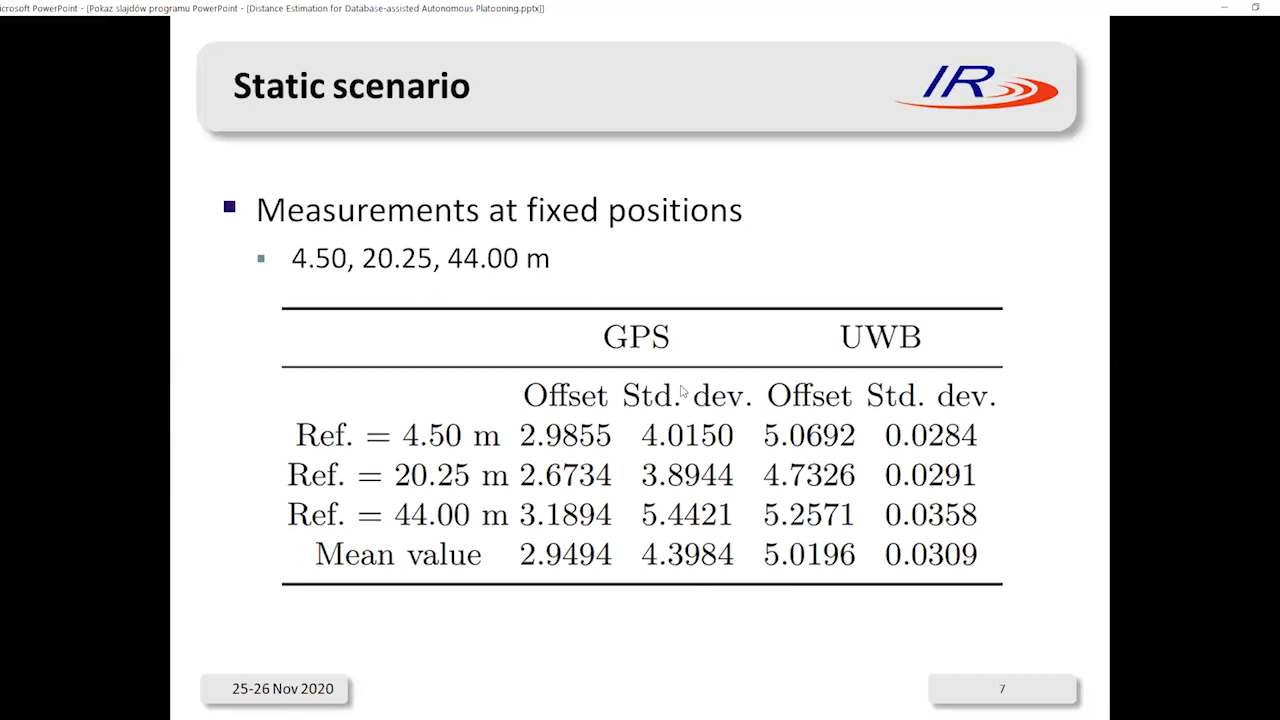 icrosoft PowerPoint - [Pokaz slajdów programu PowerPoint - [Distance Estimation for Database-assisted Autonomous Platooning.pptx]]
Static scenario
IR
Measurements at fixed positions
4.50, 20.25, 44.00 m
GPS UWB
Offset Std. dev. Offset Std. dev.
Ref. = 4.50 m 2.9855 4.0150 5.0692 0.0284
Ref. = 20.25 m 2.6734 3.8944 4.7326 0.0291
Ref. = 44.00 m 3.1894 5.4421 5.2571 0.0358
Mean value 2.9494 4.3984 5.0196 0.0309
25-26 Nov 2020
7